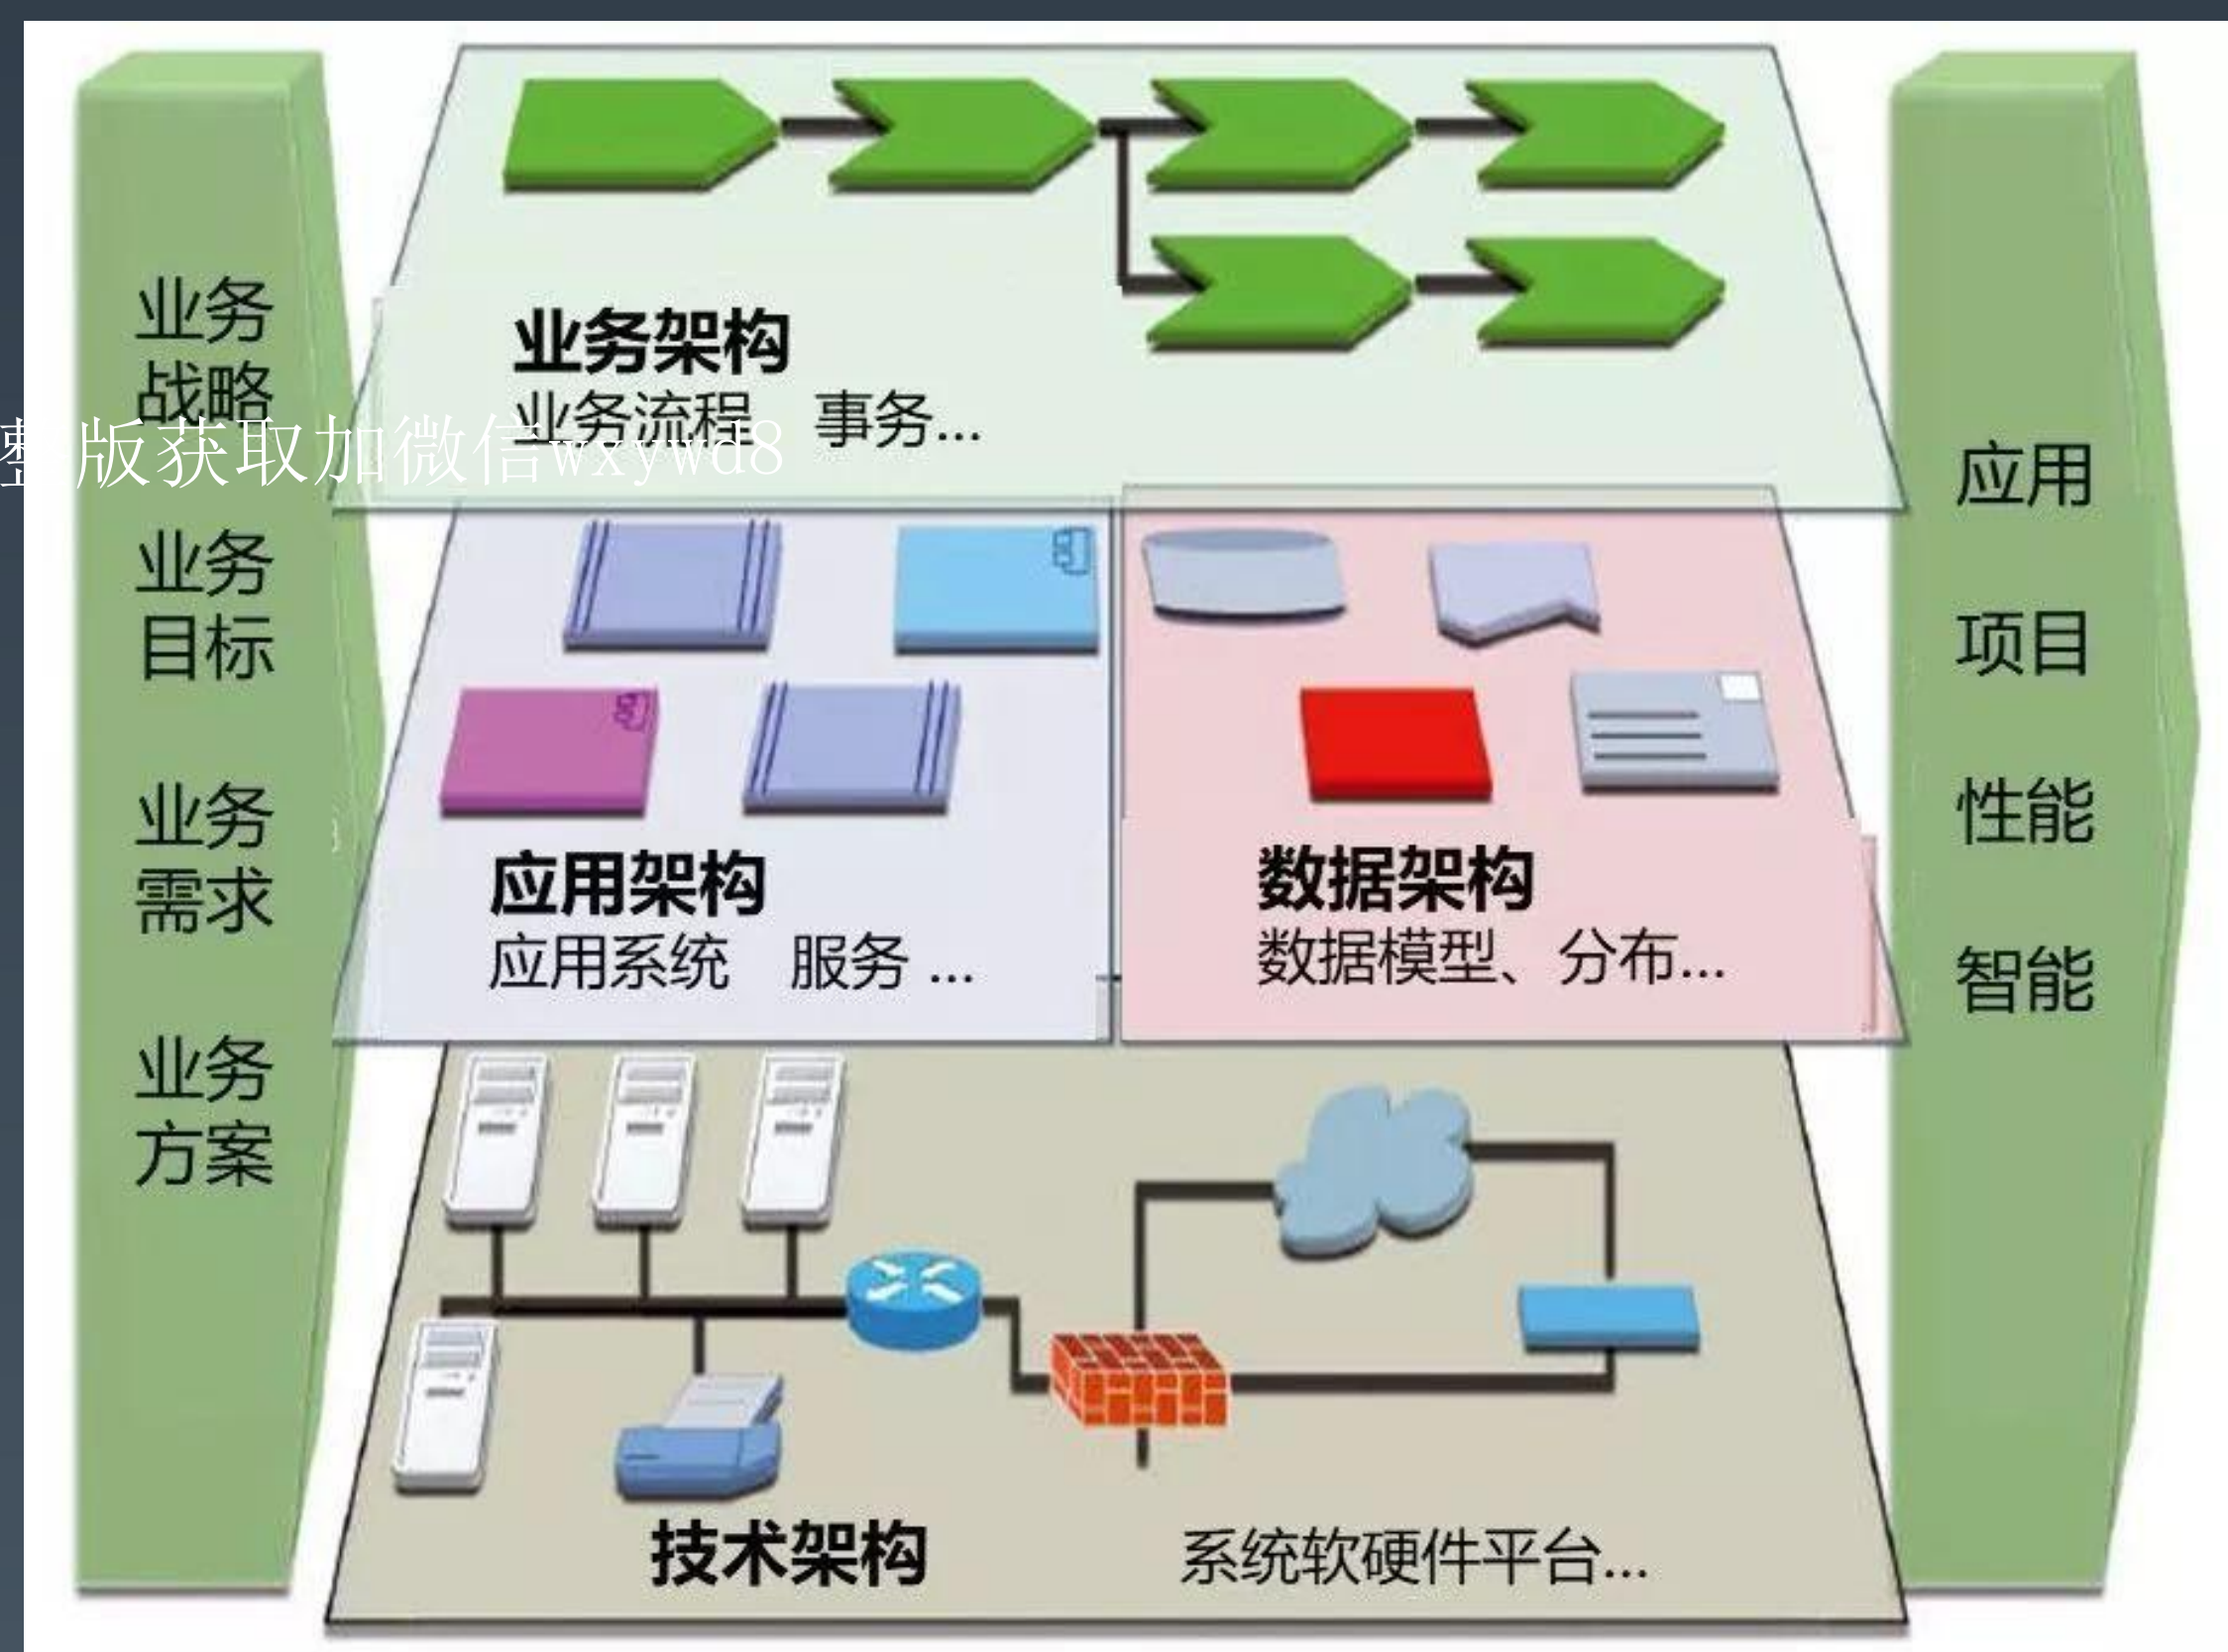 业务
战略
业务
目标
业务
需求
业务
方案
业务架构
业务流程 事务...
整版获取加微信wxywd8
应用架构
应用系统 服务 ...
数据架构
数据模型、分布...
技术架构
系统软硬件平台...
应用
项目
性能
智能